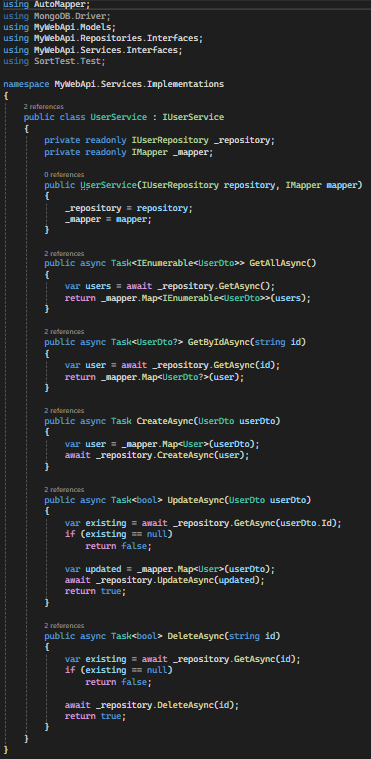 using AutoMapper;
using MongoDB.Driver;
using MyWebApi.Models;
using MyWebApi.Repositories.Interfaces;
using MyWebApi.Services.Interfaces;
using SortTest.Test;

namespace MyWebApi.Services.Implementations
{
    2 references
    public class UserService : IUserService
    {
        private readonly IUserRepository _repository;
        private readonly IMapper _mapper;

        0 references
        public UserService(IUserRepository repository, IMapper mapper)
        {
            _repository = repository;
            _mapper = mapper;
        }

        2 references
        public async Task<IEnumerable<UserDto>> GetAllAsync()
        {
            var users = await _repository.GetAsync();
            return _mapper.Map<IEnumerable<UserDto>>(users);
        }

        2 references
        public async Task<UserDto?> GetByIdAsync(string id)
        {
            var user = await _repository.GetAsync(id);
            return _mapper.Map<UserDto?>(user);
        }

        2 references
        public async Task CreateAsync(UserDto userDto)
        {
            var user = _mapper.Map<User>(userDto);
            await _repository.CreateAsync(user);
        }

        2 references
        public async Task<bool> UpdateAsync(UserDto userDto)
        {
            var existing = await _repository.GetAsync(userDto.Id);
            if (existing == null)
                return false;

            var updated = _mapper.Map<User>(userDto);
            await _repository.UpdateAsync(updated);
            return true;
        }

        2 references
        public async Task<bool> DeleteAsync(string id)
        {
            var existing = await _repository.GetAsync(id);
            if (existing == null)
                return false;

            await _repository.DeleteAsync(id);
            return true;
        }
    }
}